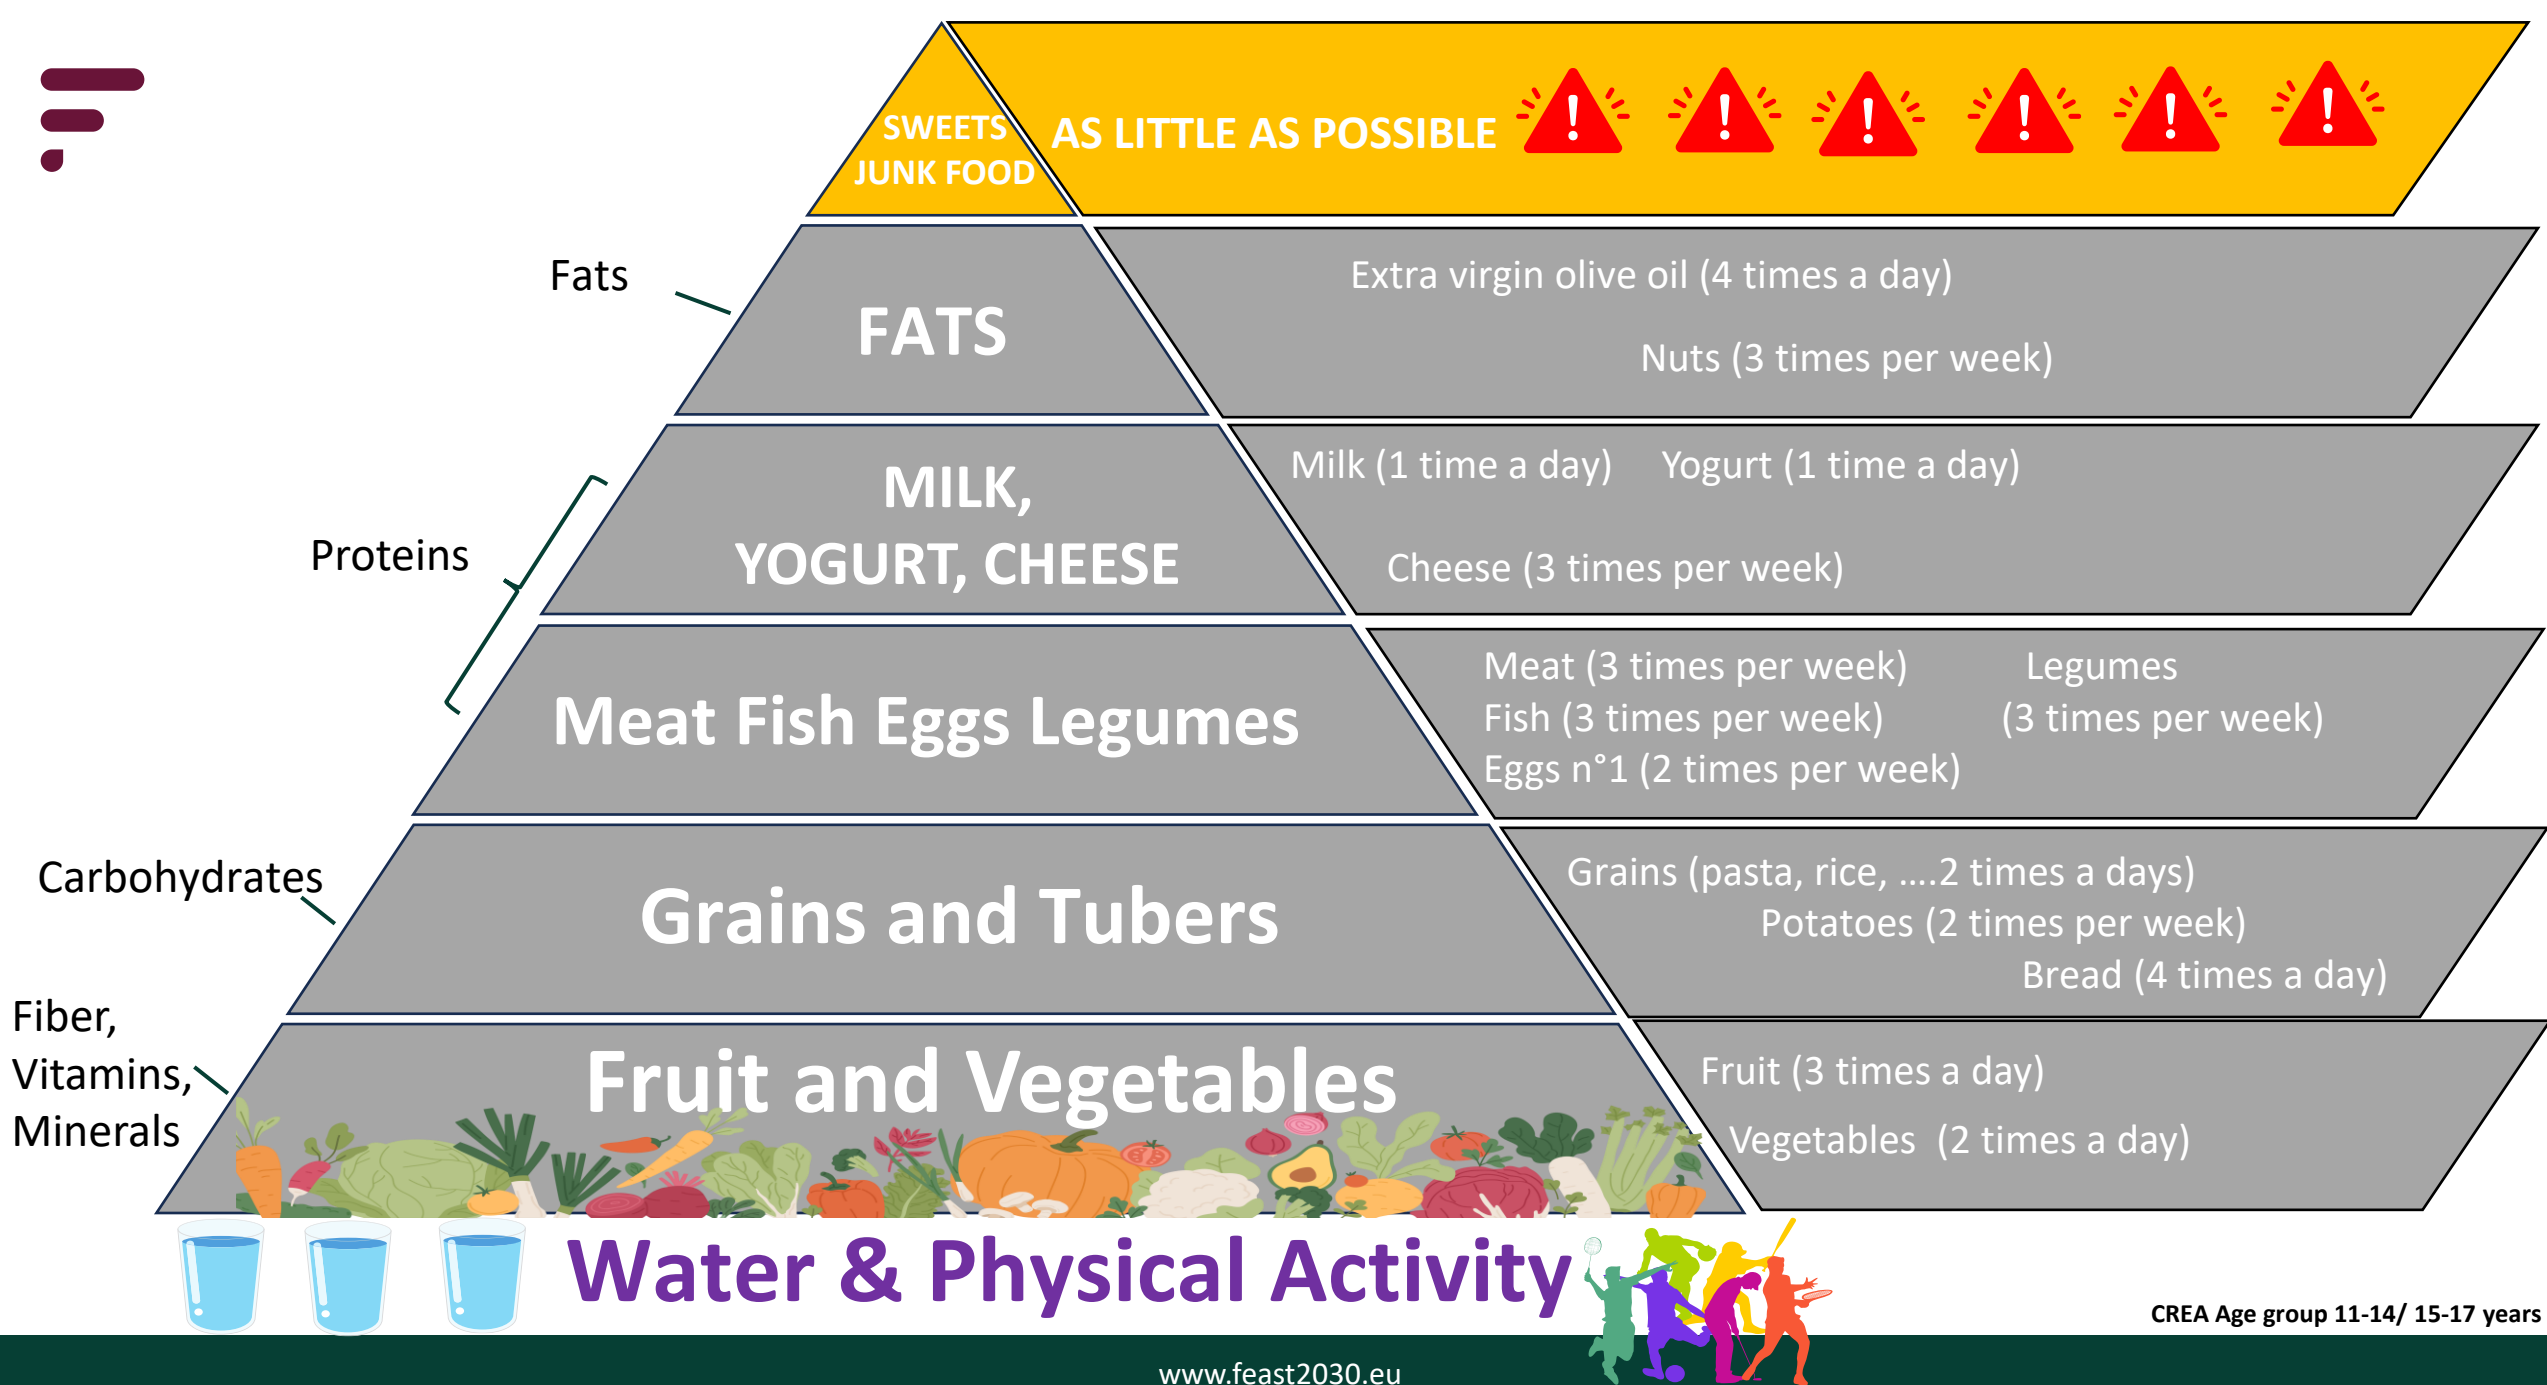 SWEETS
JUNK FOOD
AS LITTLE AS POSSIBLE
Fats
FATS
Extra virgin olive oil (4 times a day)
Nuts (3 times per week)
Proteins
MILK,
YOGURT, CHEESE
Milk (1 time a day) Yogurt (1 time a day)
Cheese (3 times per week)
Meat Fish Eggs Legumes
Meat (3 times per week)
Fish (3 times per week)
Eggs n°1 (2 times per week)
Legumes
(3 times per week)
Carbohydrates
Grains and Tubers
Grains (pasta, rice, ....2 times a days)
Potatoes (2 times per week)
Bread (4 times a day)
Fiber,
Vitamins,
Minerals
Fruit and Vegetables
Fruit (3 times a day)
Vegetables (2 times a day)
Water & Physical Activity
CREA Age group 11-14/ 15-17 years
www.feast2030.eu